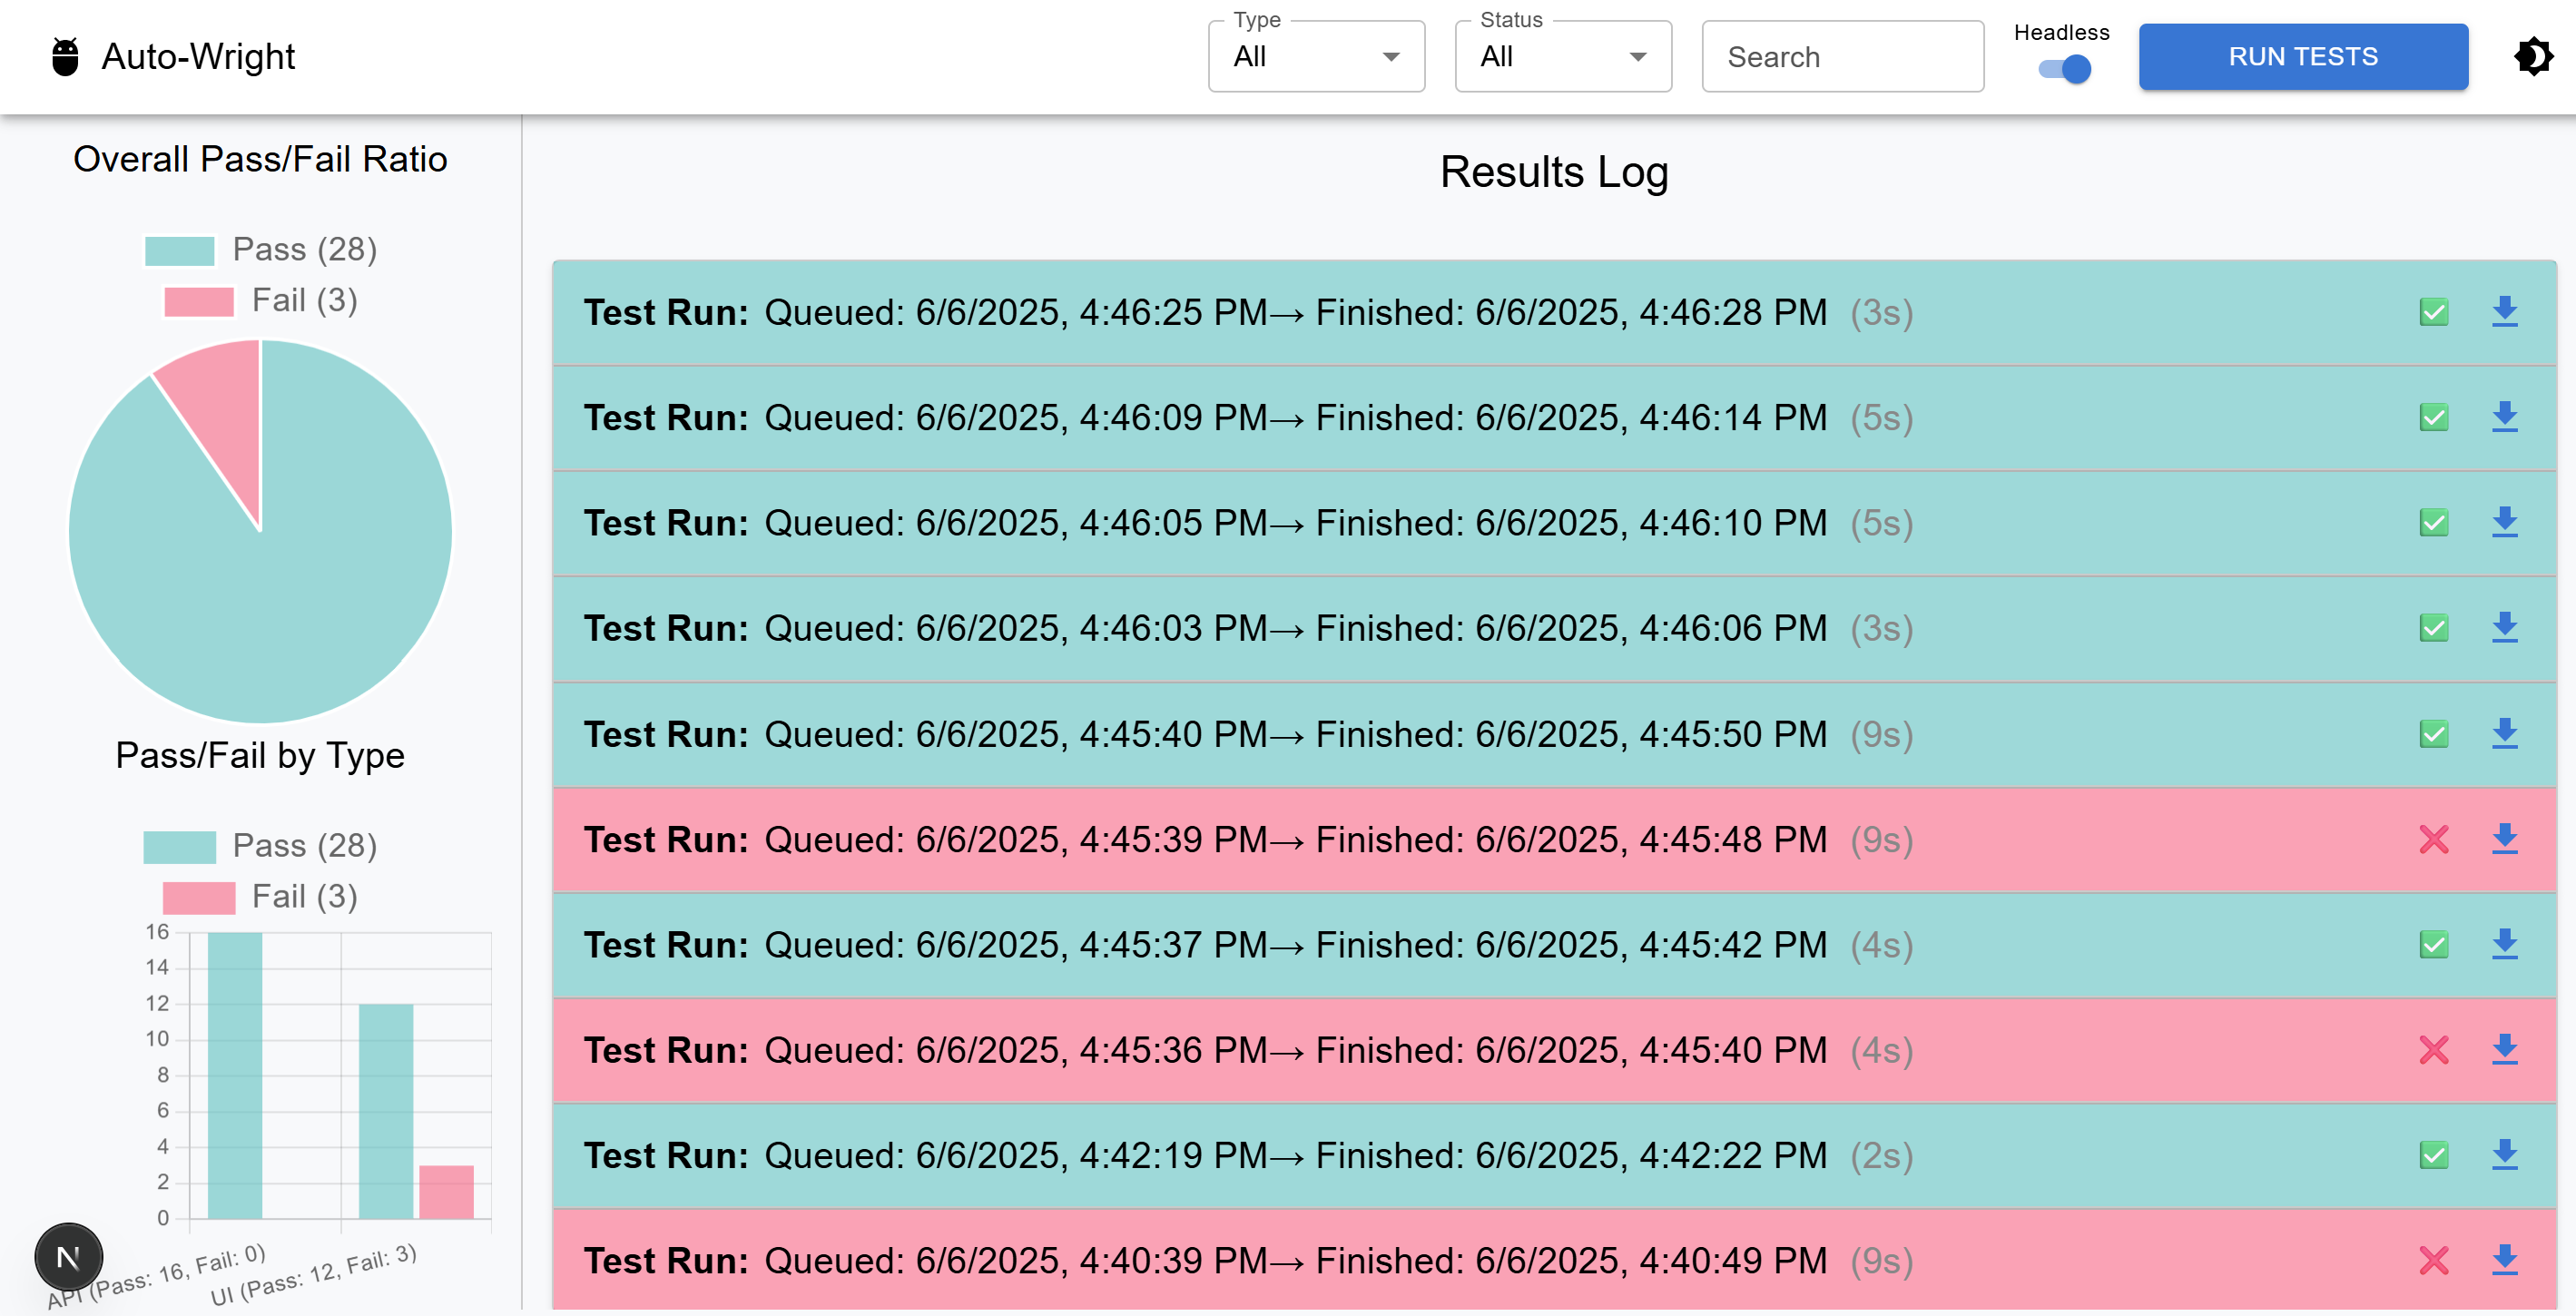 Auto-Wright
Type
All
Status
All
Search
Headless
RUN TESTS
Overall Pass/Fail Ratio
Pass (28)
Fail (3)
Pass/Fail by Type
Pass (28)
Fail (3)
16
14
12
10
8
6
4
2
0
API (Pass: 16, Fail: 0)
UI (Pass: 12, Fail: 3)
N
Results Log
Test Run: Queued: 6/6/2025, 4:46:25 PM→ Finished: 6/6/2025, 4:46:28 PM (3s)
Test Run: Queued: 6/6/2025, 4:46:09 PM→ Finished: 6/6/2025, 4:46:14 PM (5s)
Test Run: Queued: 6/6/2025, 4:46:05 PM→ Finished: 6/6/2025, 4:46:10 PM (5s)
Test Run: Queued: 6/6/2025, 4:46:03 PM→ Finished: 6/6/2025, 4:46:06 PM (3s)
Test Run: Queued: 6/6/2025, 4:45:40 PM→ Finished: 6/6/2025, 4:45:50 PM (9s)
Test Run: Queued: 6/6/2025, 4:45:39 PM→ Finished: 6/6/2025, 4:45:48 PM (9s)
Test Run: Queued: 6/6/2025, 4:45:37 PM→ Finished: 6/6/2025, 4:45:42 PM (4s)
Test Run: Queued: 6/6/2025, 4:45:36 PM→ Finished: 6/6/2025, 4:45:40 PM (4s)
Test Run: Queued: 6/6/2025, 4:42:19 PM→ Finished: 6/6/2025, 4:42:22 PM (2s)
Test Run: Queued: 6/6/2025, 4:40:39 PM→ Finished: 6/6/2025, 4:40:49 PM (9s)